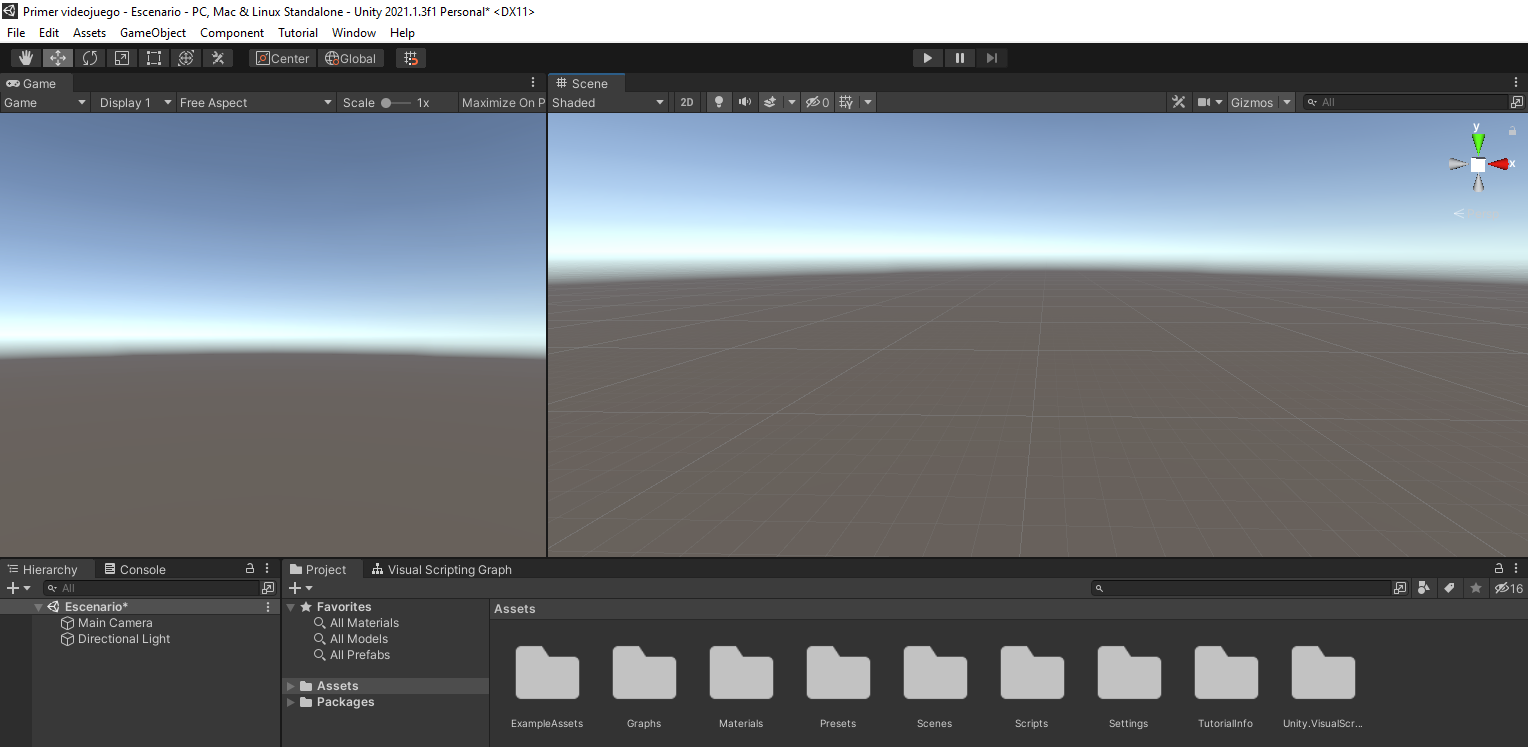 Primer videojuego - Escenario - PC, Mac & Linux Standalone - Unity 2021.1.3f1 Personal* <DX11>
File Edit Assets GameObject Component Tutorial Window Help
Center Global
Game
Game Display 1 Free Aspect Scale 1x Maximize On P
Scene
Shaded 2D 0 Gizmos All
y
x
Hierarchy Console
All
Escenario*
Main Camera
Directional Light
Project Visual Scripting Graph
16
Favorites
All Materials
All Models
All Prefabs
Assets
Packages
Assets
ExampleAssets Graphs Materials Presets Scenes Scripts Settings TutorialInfo Unity.VisualScr...